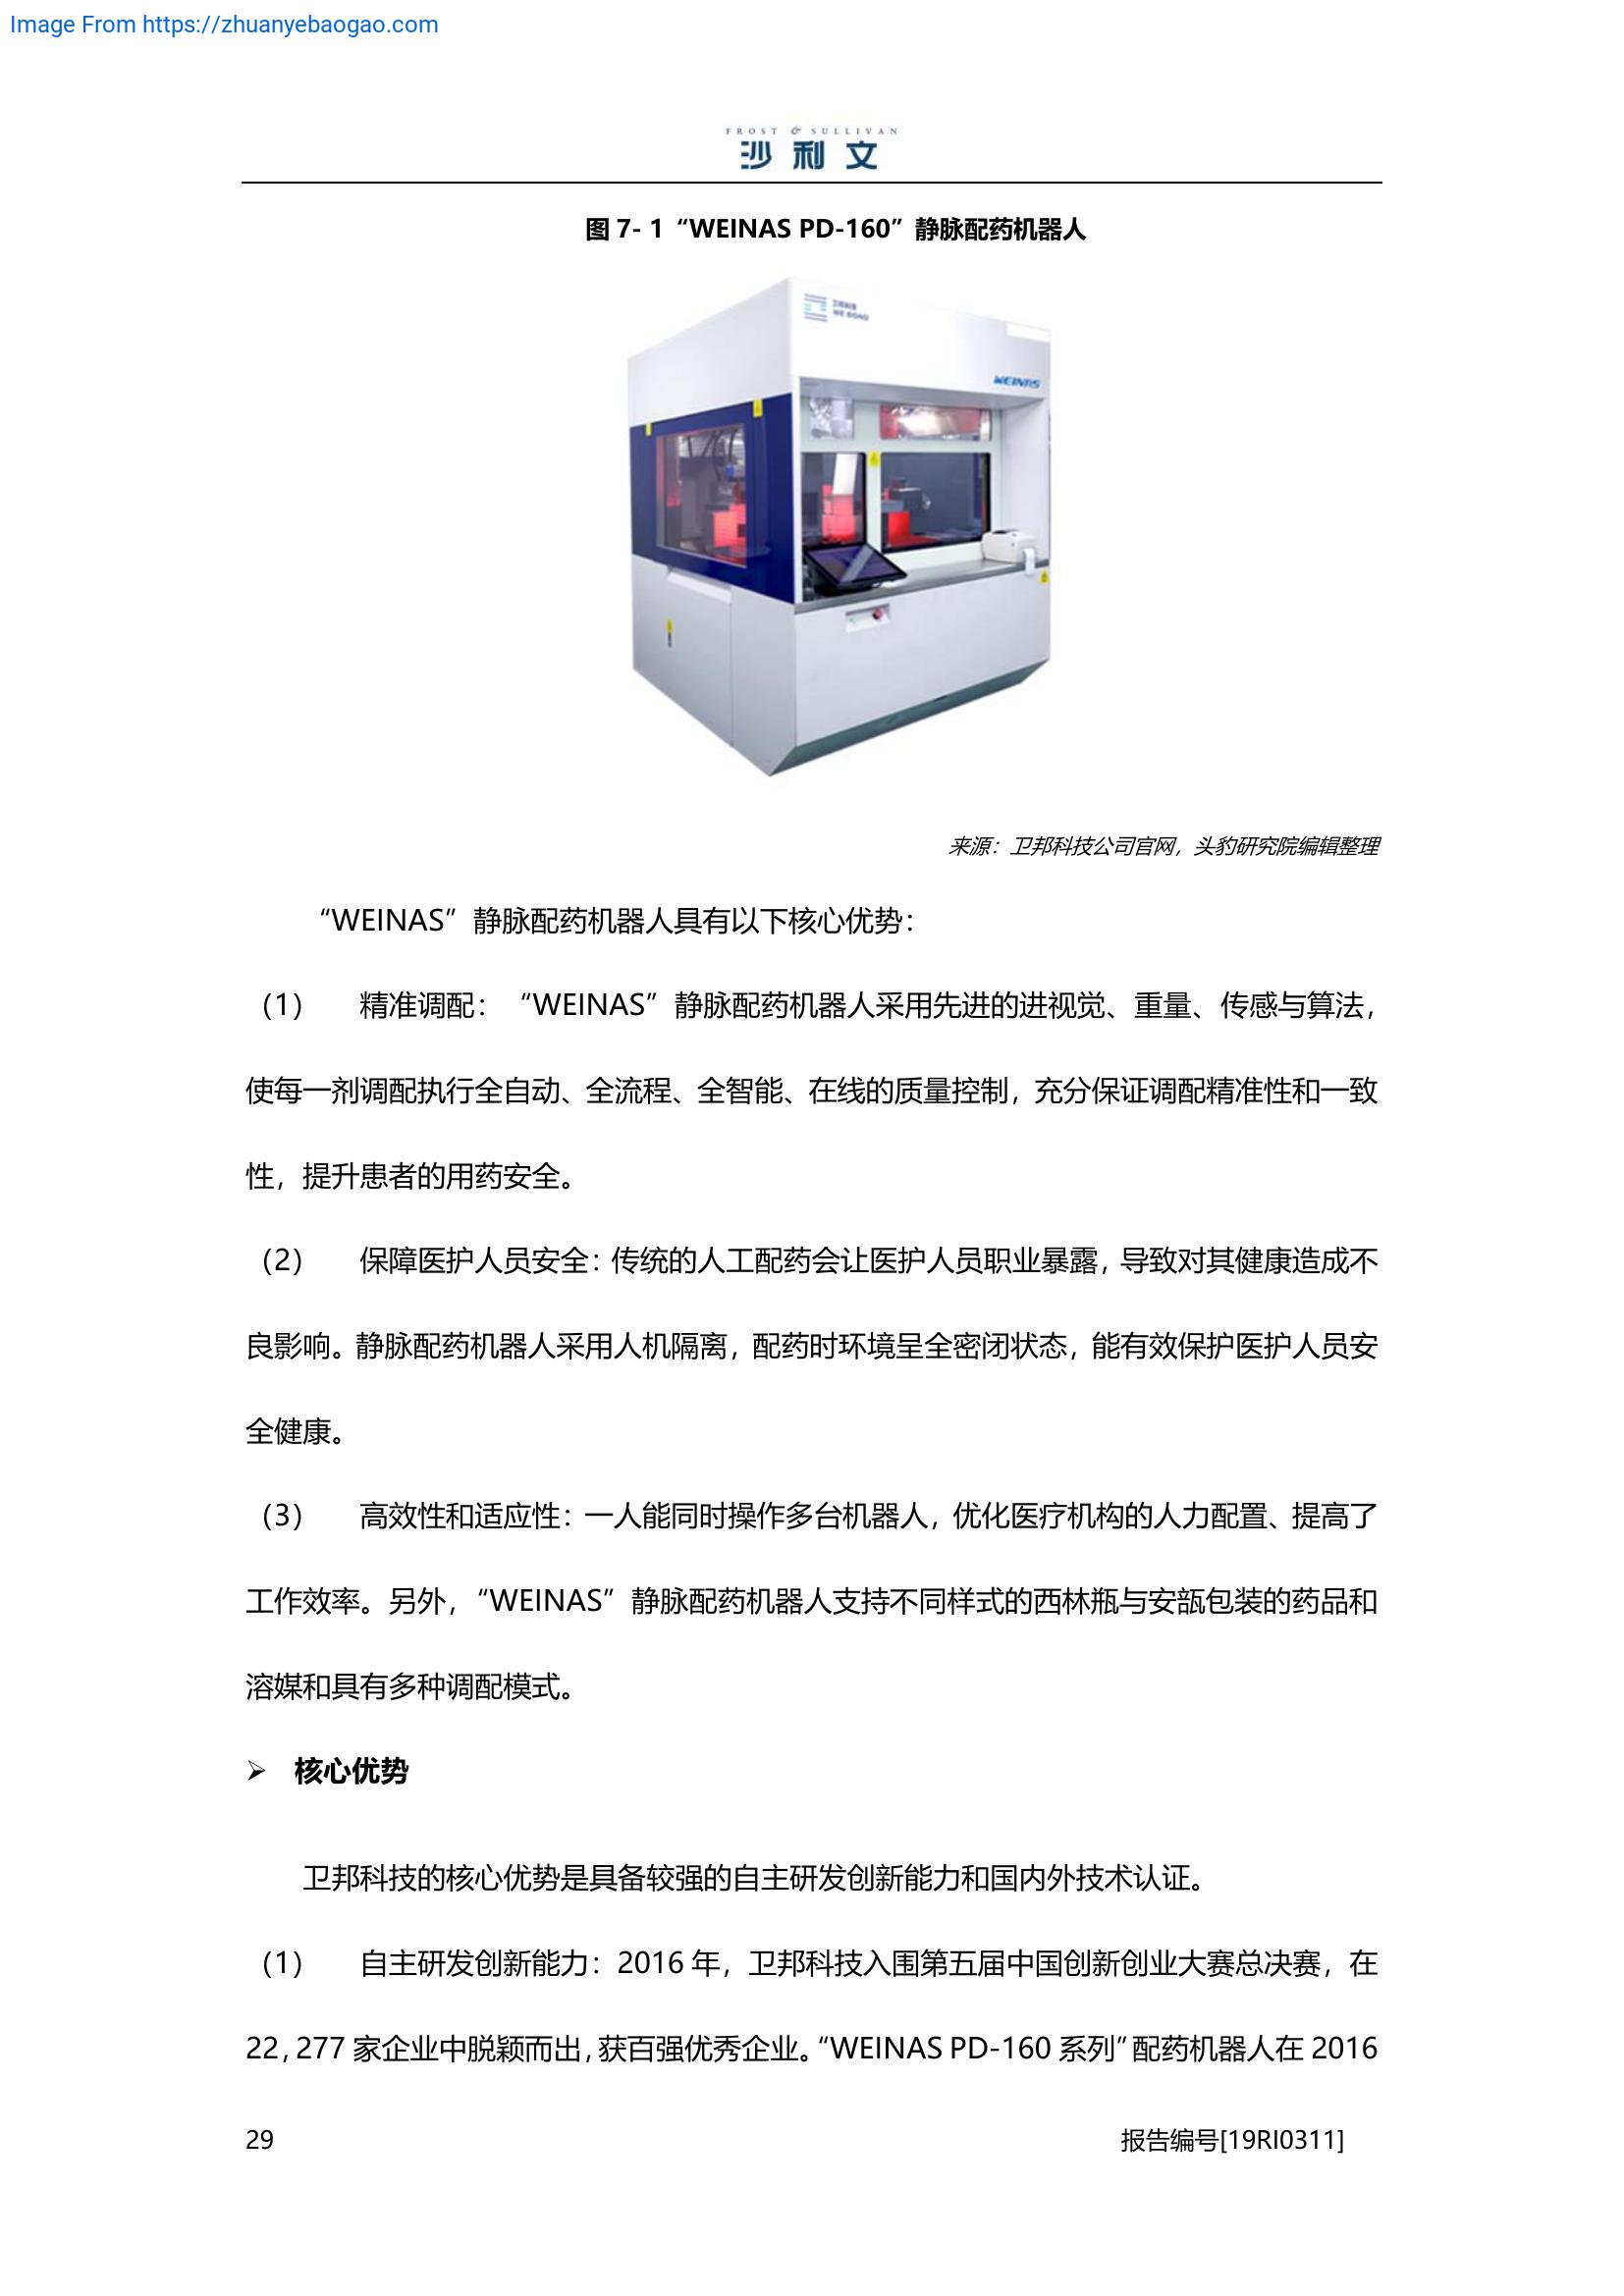 Image From https://zhuanyebaogao.com
FROST & SULLIVAN
沙利文
图 7- 1 “WEINAS PD-160” 静脉配药机器人
WE BOND
WEINAS
来源：卫邦科技公司官网，头豹研究院编辑整理
“WEINAS” 静脉配药机器人具有以下核心优势：
（1） 精准调配： “WEINAS” 静脉配药机器人采用先进的进视觉、重量、传感与算法，
使每一剂调配执行全自动、全流程、全智能、在线的质量控制，充分保证调配精准性和一致
性，提升患者的用药安全。
（2） 保障医护人员安全：传统的人工配药会让医护人员职业暴露，导致对其健康造成不
良影响。静脉配药机器人采用人机隔离，配药时环境呈全密闭状态，能有效保护医护人员安
全健康。
（3） 高效性和适应性：一人能同时操作多台机器人，优化医疗机构的人力配置、提高了
工作效率。另外，“WEINAS” 静脉配药机器人支持不同样式的西林瓶与安瓿包装的药品和
溶媒和具有多种调配模式。
➢ 核心优势
卫邦科技的核心优势是具备较强的自主研发创新能力和国内外技术认证。
（1） 自主研发创新能力：2016 年，卫邦科技入围第五届中国创新创业大赛总决赛，在
22，277 家企业中脱颖而出，获百强优秀企业。“WEINAS PD-160 系列” 配药机器人在 2016
29 报告编号[19RI0311]